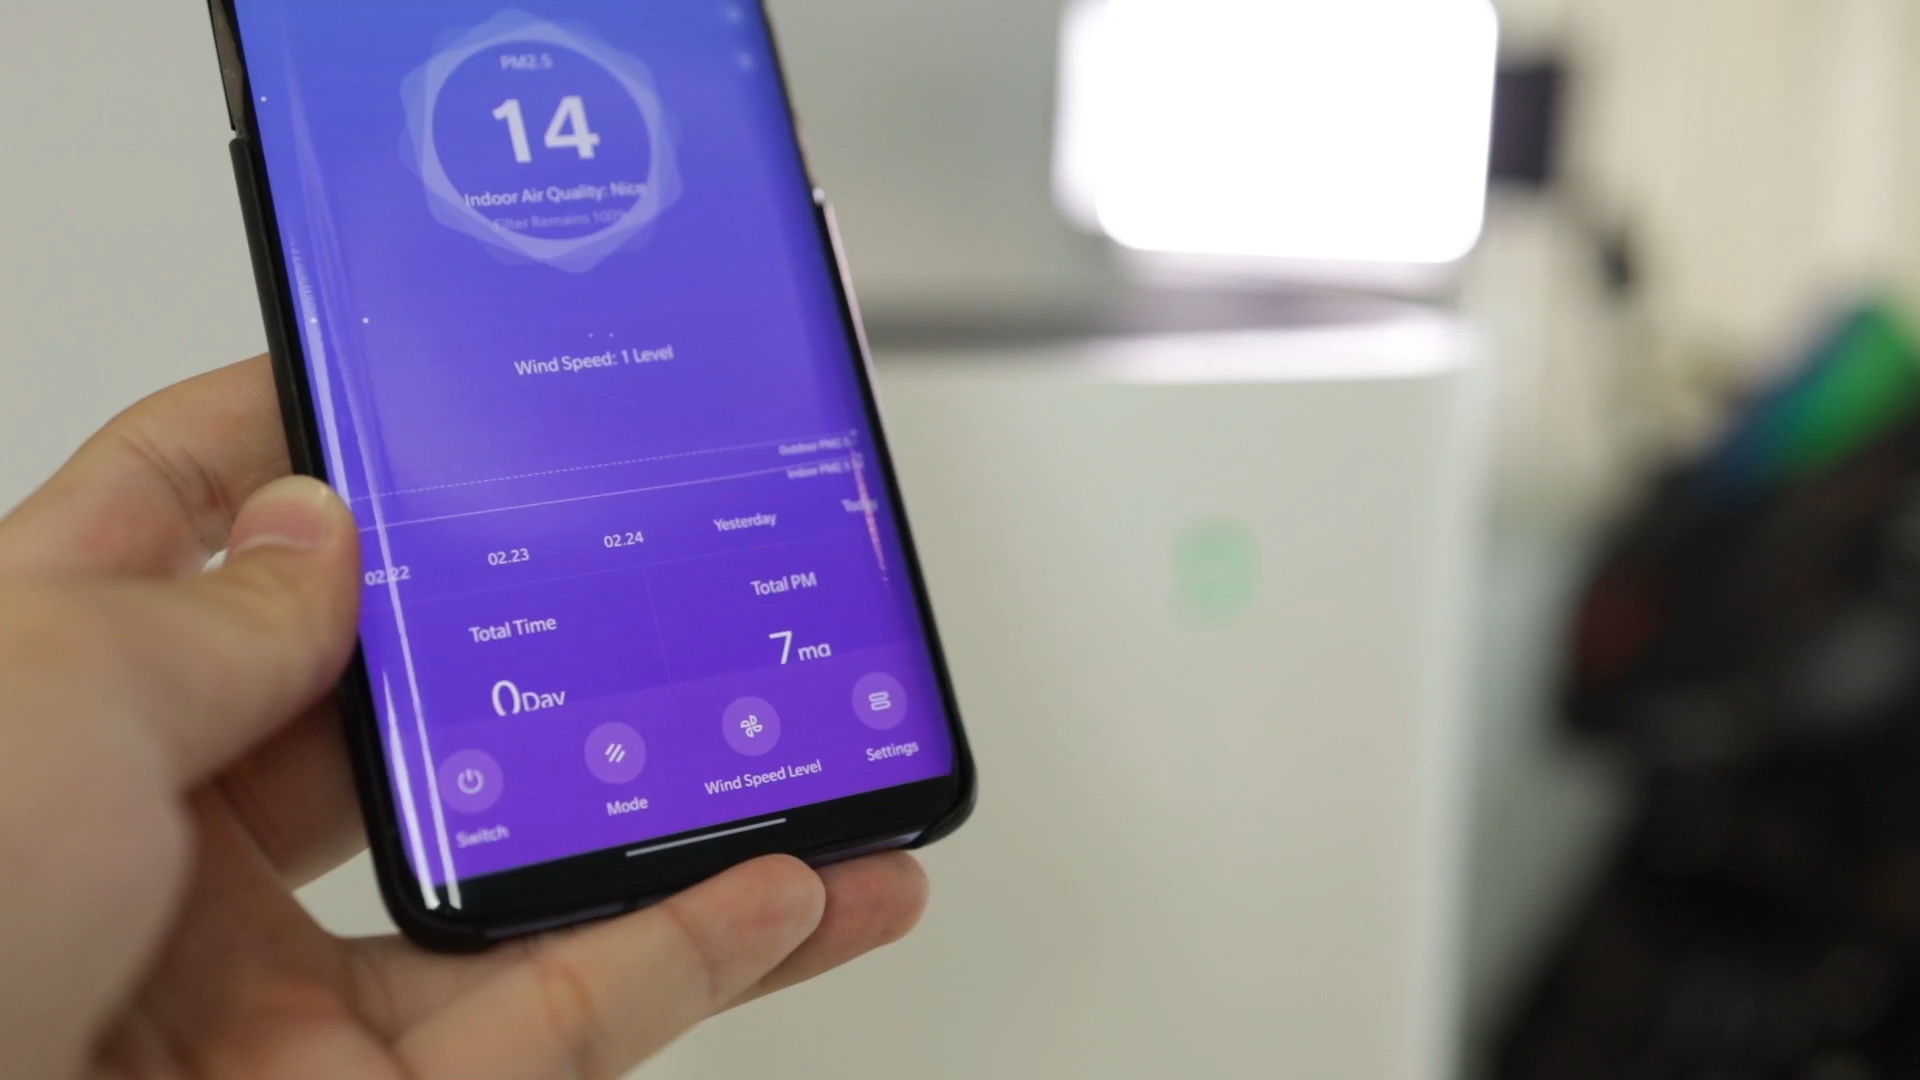 PM2.5
14
Indoor Air Quality: Nice
Filter Remains 100%
Wind Speed: 1 Level
Outdoor PM2.5
Indoor PM2.5
02.22
02.23
02.24
Yesterday
Today
Total Time
Total PM
0Day
7mg
Switch
Mode
Wind Speed Level
Settings